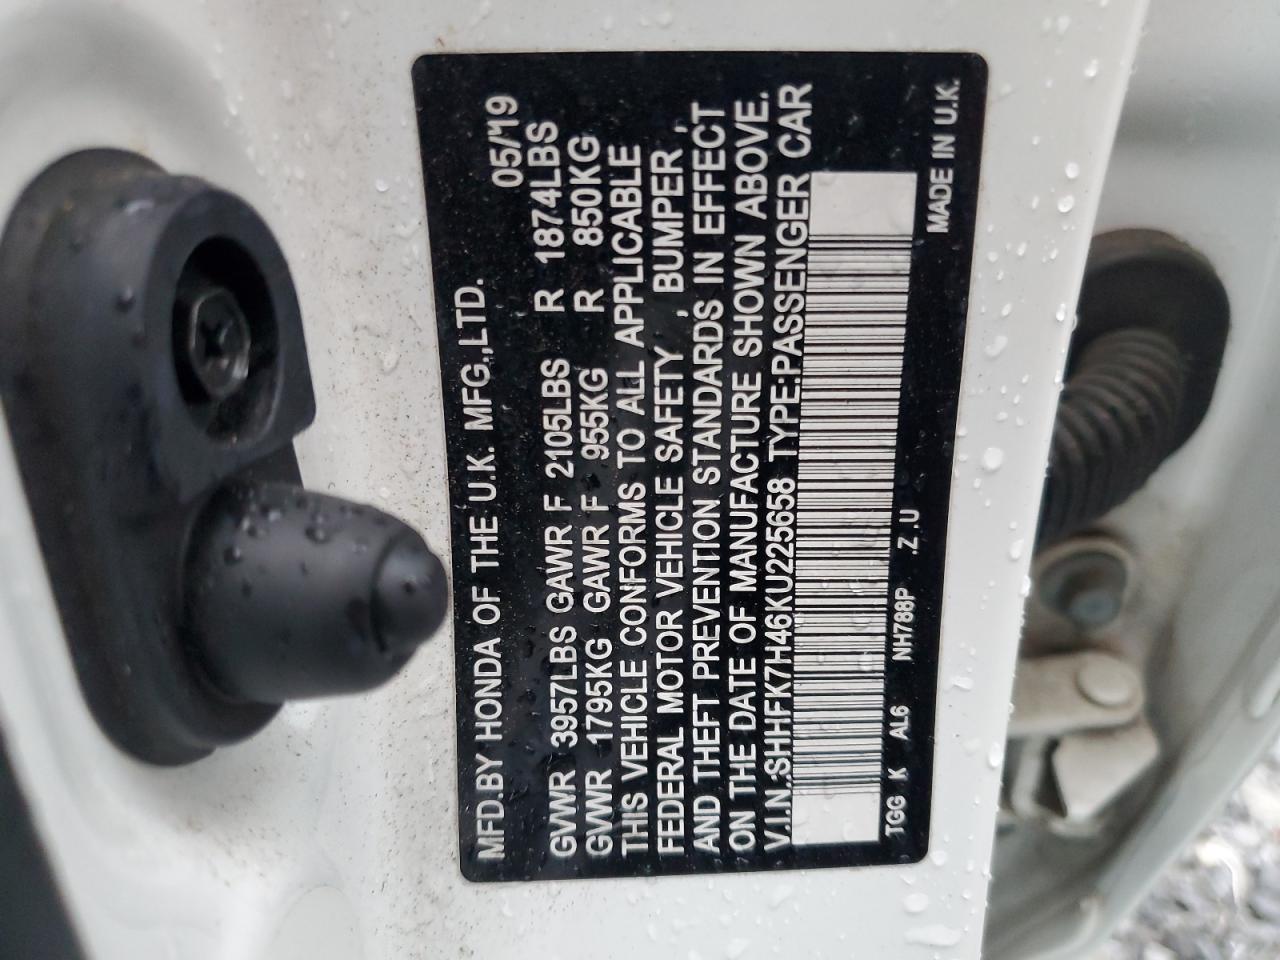 MFD.BY HONDA OF THE U.K. MFG.,LTD. 05/19
GVWR 3957LBS GAWR F 2105LBS R 1874LBS
GVWR 1795KG GAWR F 955KG R 850KG
THIS VEHICLE CONFORMS TO ALL APPLICABLE
FEDERAL MOTOR VEHICLE SAFETY , BUMPER ,
AND THEFT PREVENTION STANDARDS IN EFFECT
ON THE DATE OF MANUFACTURE SHOWN ABOVE.
V.I.N.:SHHFK7H46KU225658 TYPE:PASSENGER CAR
TGG K AL6 NH788P .Z .U MADE IN U.K.